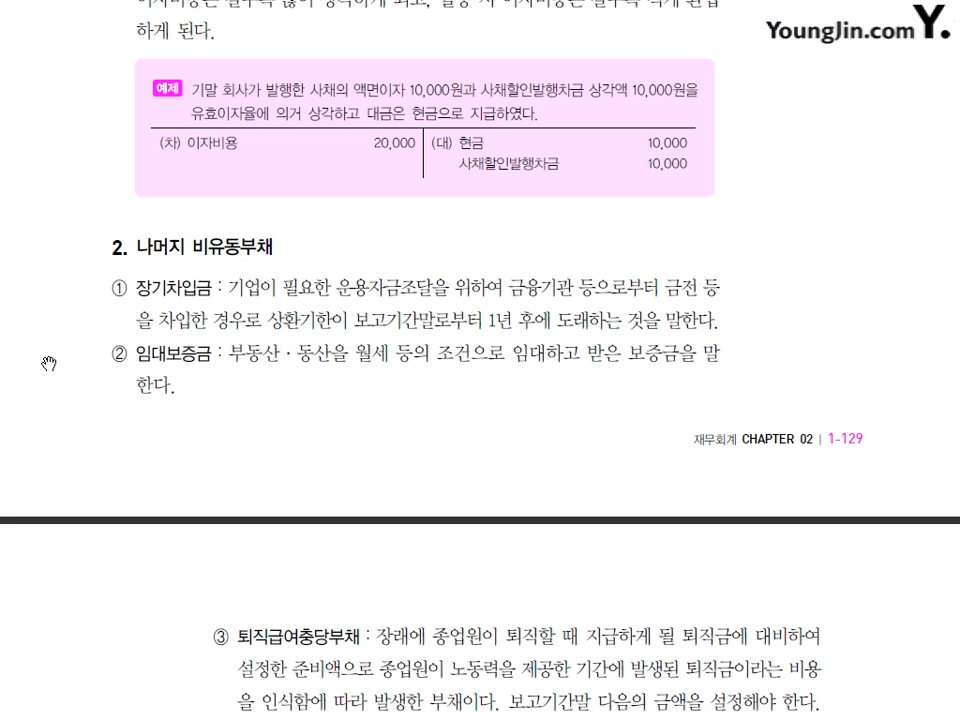 하게 된다.
YoungJin.com Y.
예제 기말 회사가 발행한 사채의 액면이자 10,000원과 사채할인발행차금 상각액 10,000원을
유효이자율에 의거 상각하고 대금은 현금으로 지급하였다.
(차) 이자비용 20,000 (대) 현금 10,000
사채할인발행차금 10,000
2. 나머지 비유동부채
① 장기차입금 : 기업이 필요한 운용자금조달을 위하여 금융기관 등으로부터 금전 등
을 차입한 경우로 상환기한이 보고기간말로부터 1년 후에 도래하는 것을 말한다.
② 임대보증금 : 부동산·동산을 월세 등의 조건으로 임대하고 받은 보증금을 말
한다.
재무회계 CHAPTER 02 | 1-129
③ 퇴직급여충당부채 : 장래에 종업원이 퇴직할 때 지급하게 될 퇴직금에 대비하여
설정한 준비액으로 종업원이 노동력을 제공한 기간에 발생된 퇴직금이라는 비용
을 인식함에 따라 발생한 부채이다. 보고기간말 다음의 금액을 설정해야 한다.